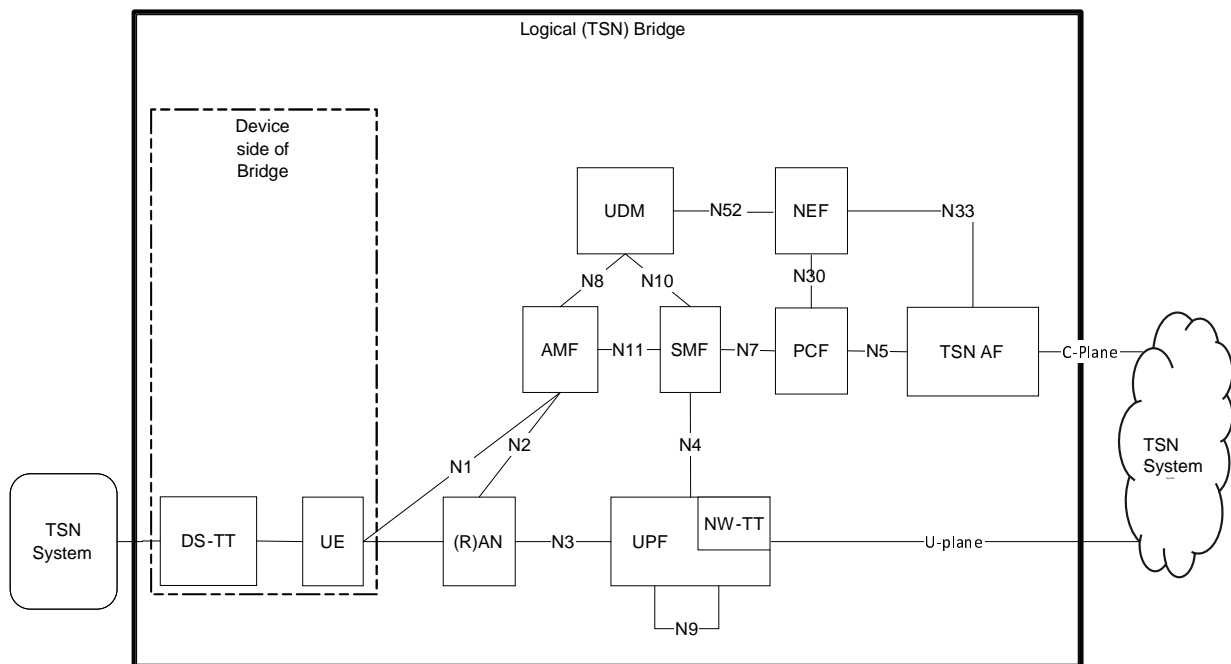 Logical (TSN) Bridge
Device
side of
Bridge
UDM
N52
NEF
N33
N8
N10
N30
AMF
N11
SMF
N7
PCF
N5
TSN AF
C-Plane
N1
N2
N4
TSN
System
TSN
System
DS-TT
UE
(R)AN
N3
UPF
NW-TT
U-plane
N9